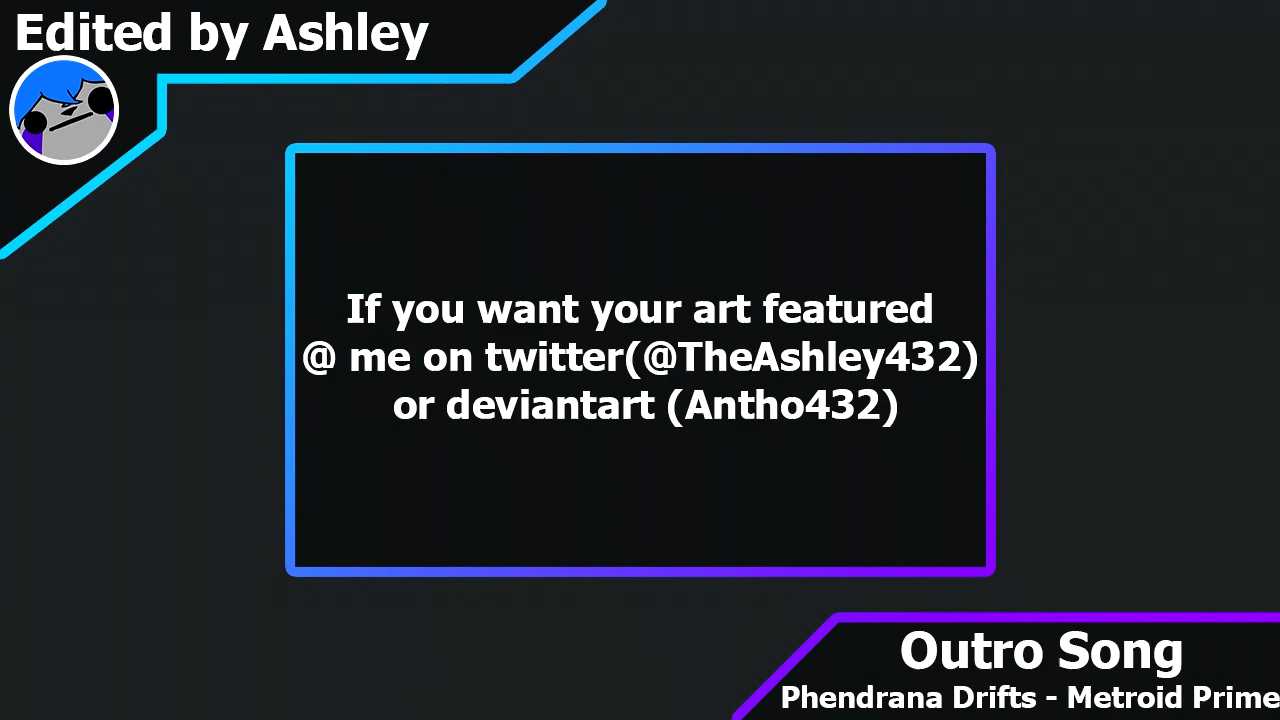 Edited by Ashley
If you want your art featured
@ me on twitter(@TheAshley432)
or deviantart (Antho432)
Outro Song
Phendrana Drifts - Metroid Prime